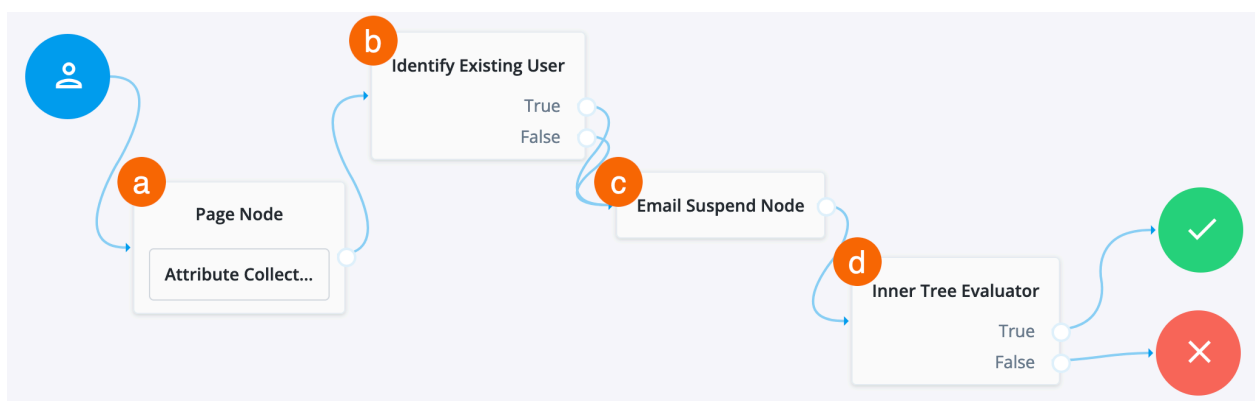 a
Page Node
Attribute Collect...
b
Identify Existing User
True
False
c
Email Suspend Node
d
Inner Tree Evaluator
True
False